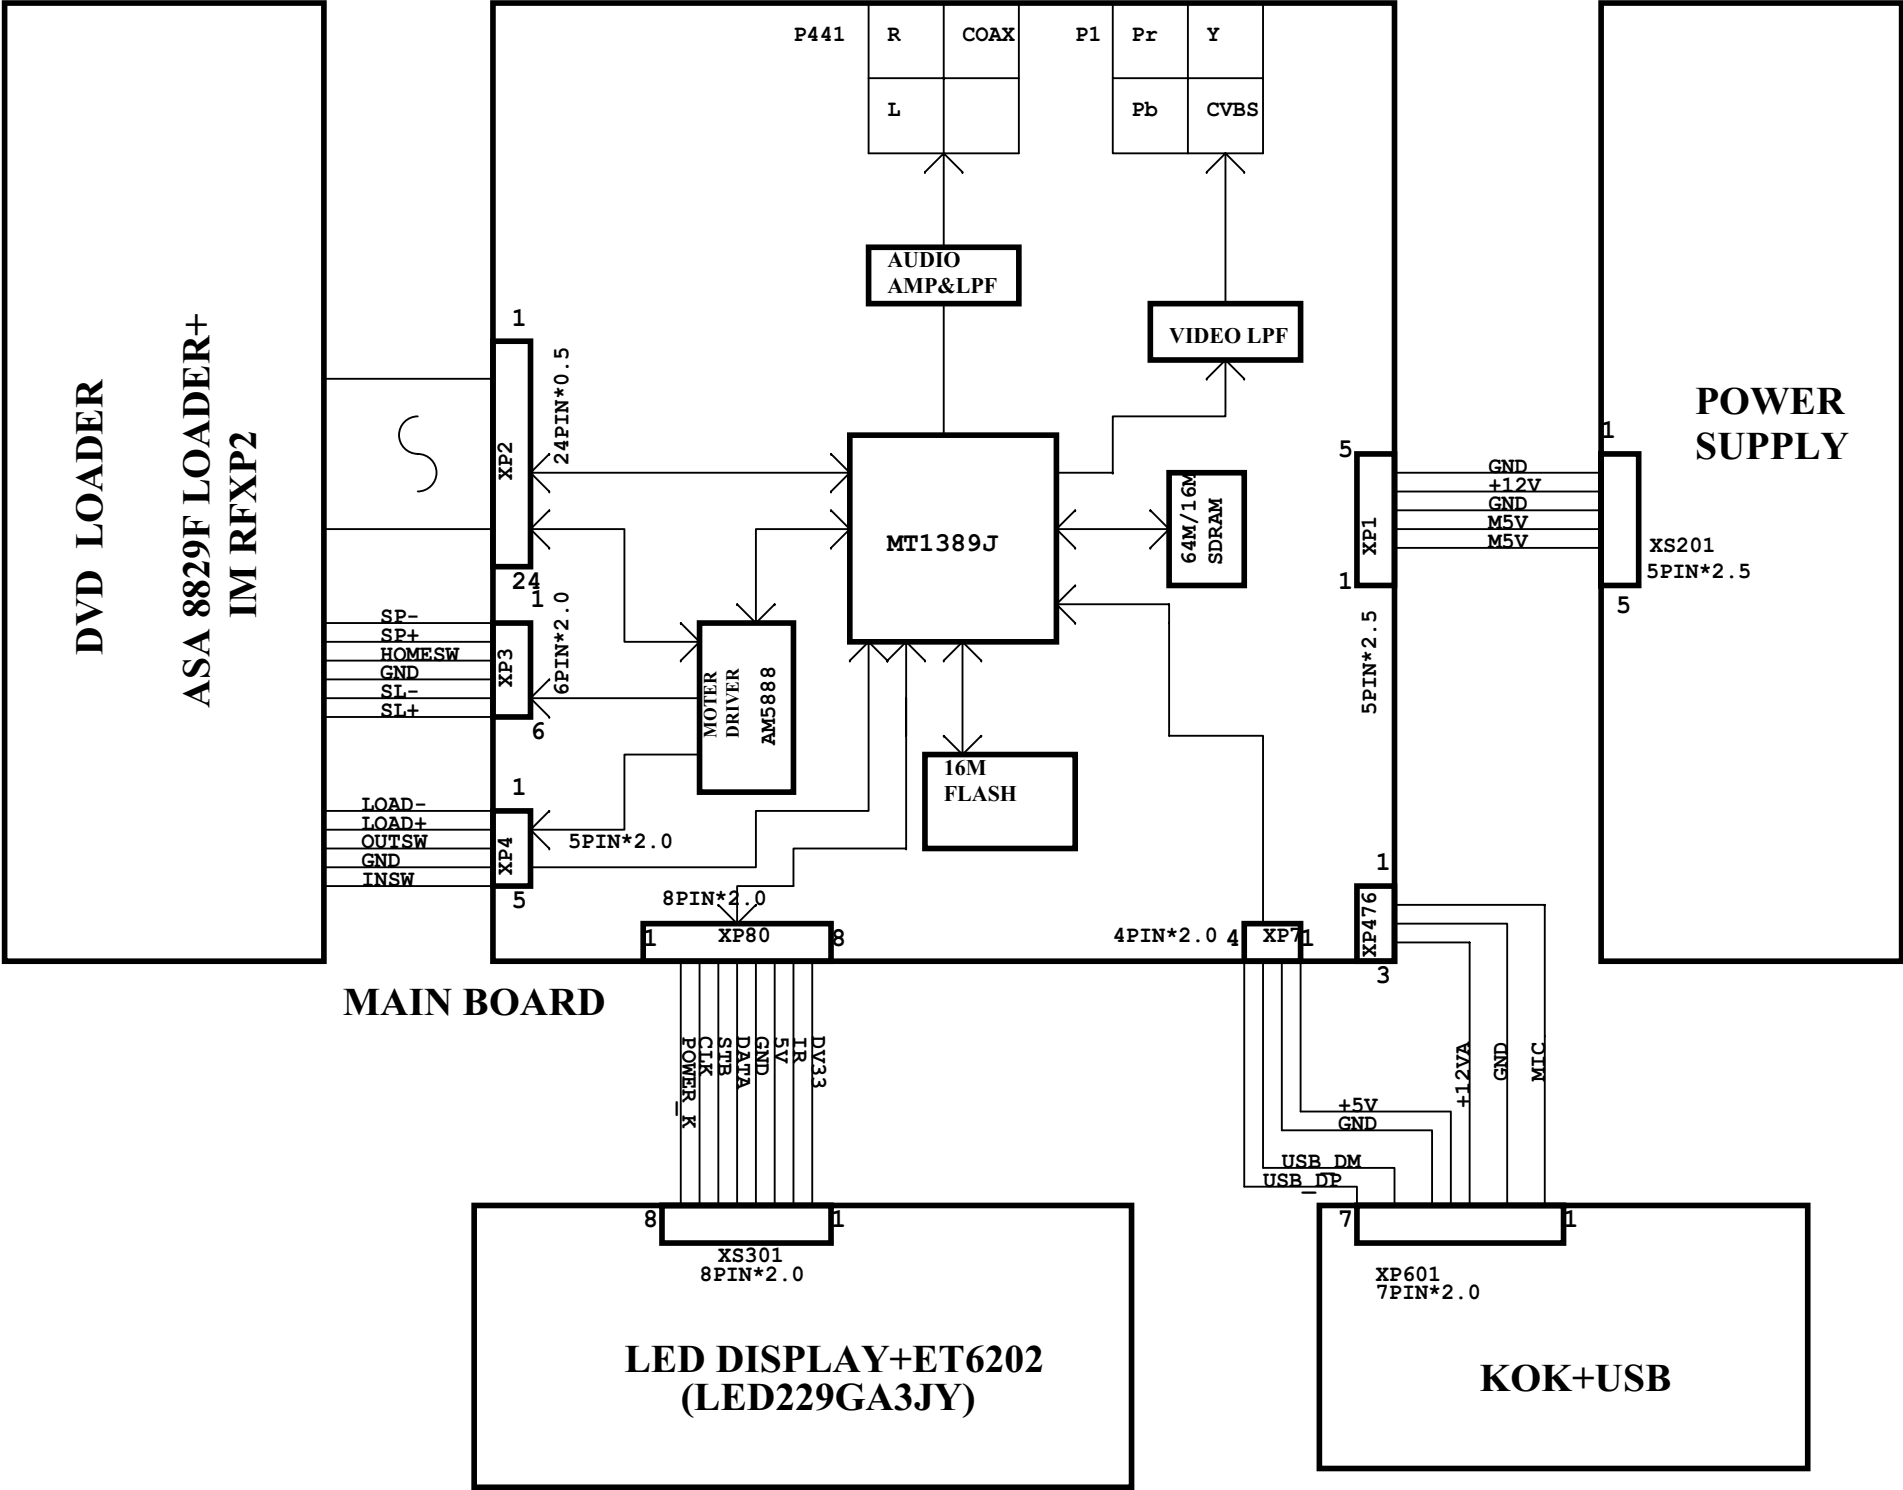 P441
R
COAX
L
P1
Pr
Y
Pb
CVBS
AUDIO
AMP&LPF
VIDEO LPF
DVD LOADER
ASA 8829F LOADER+
IM RFXP2
1
XP2
24PIN*0.5
24
MT1389J
64M/16M
SDRAM
5
XP1
1
5PIN*2.5
GND
+12V
GND
M5V
M5V
1
XS201
5PIN*2.5
5
POWER
SUPPLY
SP-
SP+
HOMESW
GND
SL-
SL+
1
XP3
6PIN*2.0
6
MOTER
DRIVER
AM5888
16M
FLASH
LOAD-
LOAD+
OUTSW
GND
INSW
1
XP4
5PIN*2.0
5
8PIN*2.0
1
XP80
8
4PIN*2.0
4
XP7
1
1
XP476
3
MAIN BOARD
POWER_K
CLK
STB
DATA
GND
5V
IR
DV33
+12VA
GND
MIC
+5V
GND
USB_DM
USB_DP
8
1
XS301
8PIN*2.0
LED DISPLAY+ET6202
(LED229GA3JY)
7
1
XP601
7PIN*2.0
KOK+USB